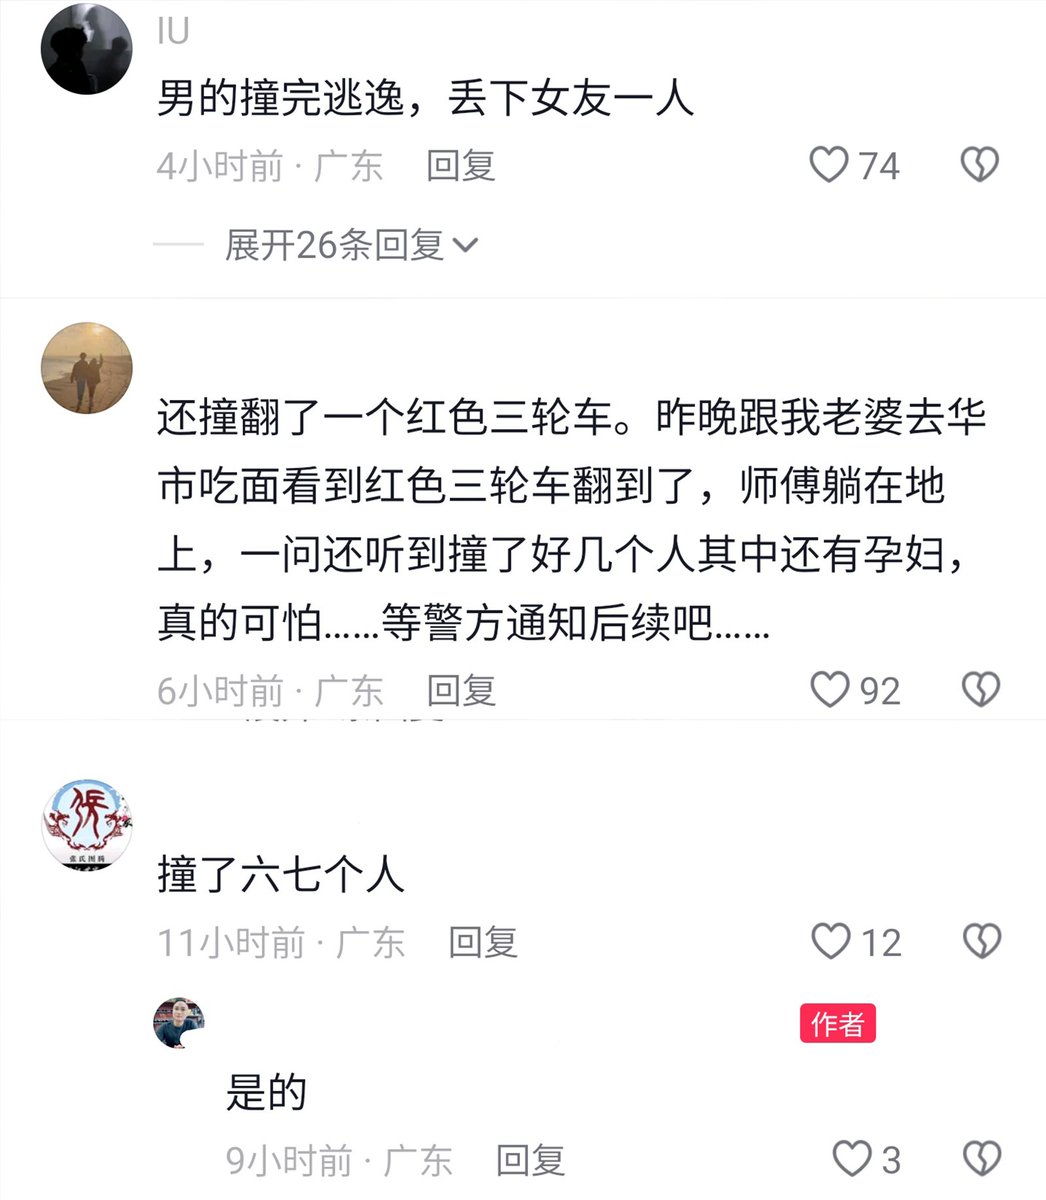 IU
男的撞完逃逸，丢下女友一人
4小时前 · 广东 回复 74
展开26条回复
还撞翻了一个红色三轮车。昨晚跟我老婆去华
市吃面看到红色三轮车翻到了，师傅躺在地
上，一问还听到撞了好几个人其中还有孕妇，
真的可怕……等警方通知后续吧……
6小时前 · 广东 回复 92
张氏图腾
撞了六七个人
11小时前 · 广东 回复 12
作者
是的
9小时前 · 广东 回复 3